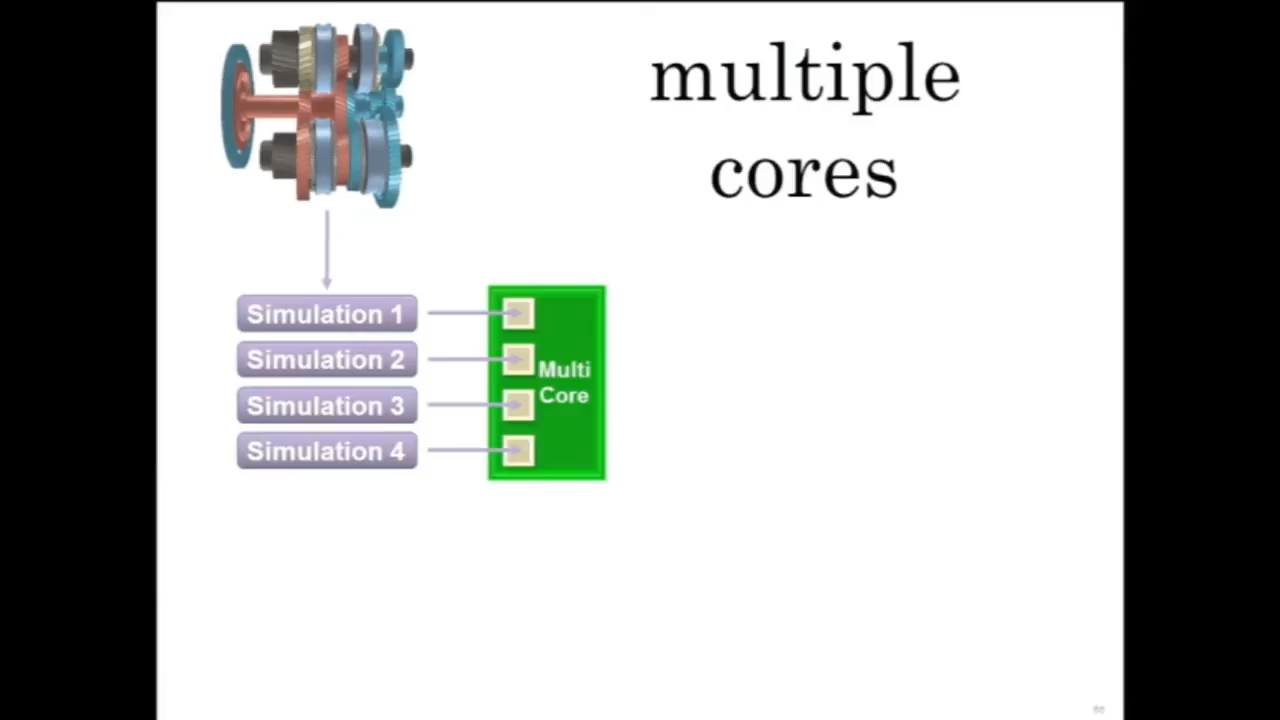 multiple
cores
Simulation 1
Simulation 2
Simulation 3
Simulation 4
Multi
Core